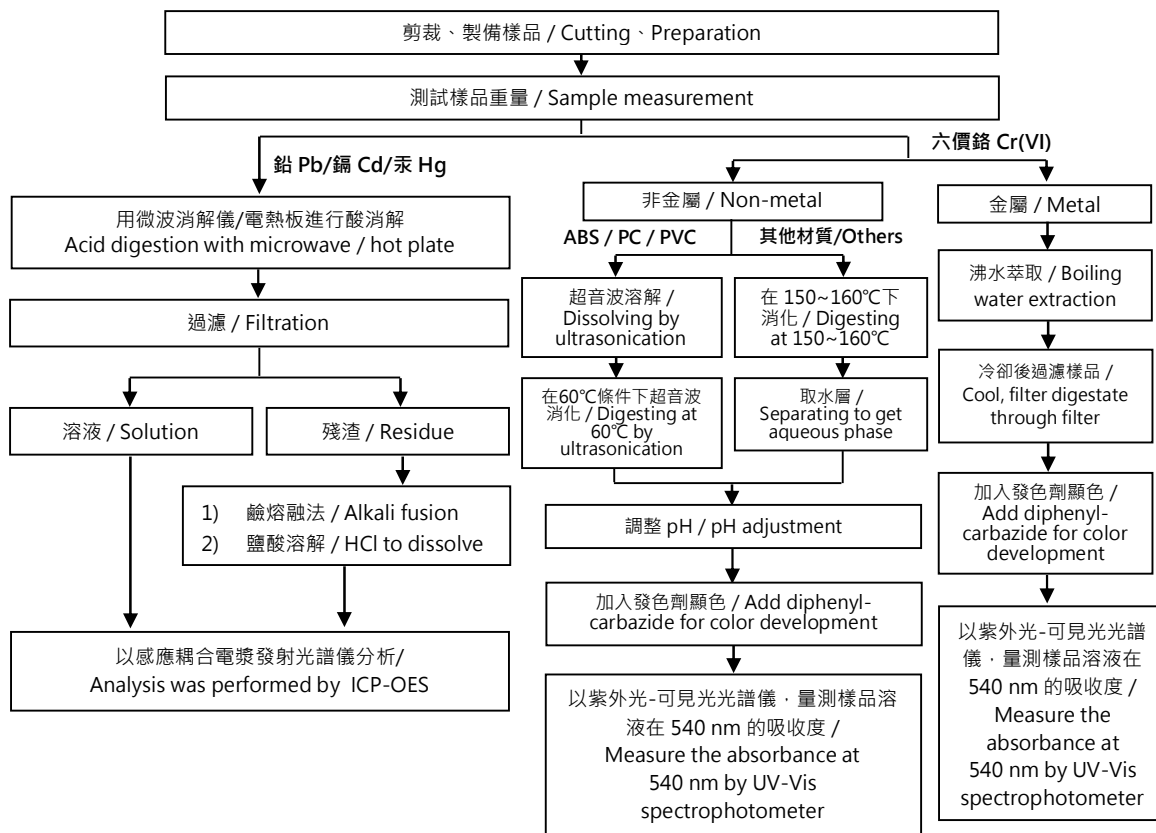 剪裁、製備樣品 / Cutting、Preparation
測試樣品重量 / Sample measurement
鉛 Pb/鎘 Cd/汞 Hg
用微波消解儀/電熱板進行酸消解
Acid digestion with microwave / hot plate
過濾 / Filtration
溶液 / Solution
殘渣 / Residue
1) 鹼熔融法 / Alkali fusion
2) 鹽酸溶解 / HCl to dissolve
以感應耦合電漿發射光譜儀分析/
Analysis was performed by ICP-OES
六價鉻 Cr(VI)
非金屬 / Non-metal
ABS / PC / PVC
超音波溶解 /
Dissolving by
ultrasonication
在60℃條件下超音波
消化 / Digesting at
60℃ by
ultrasonication
其他材質/Others
在 150~160℃下
消化 / Digesting
at 150~160℃
取水層 /
Separating to get
aqueous phase
調整 pH / pH adjustment
加入發色劑顯色 / Add diphenyl-
carbazide for color development
以紫外光-可見光光譜儀，量測樣品溶
液在 540 nm 的吸收度 /
Measure the absorbance at
540 nm by UV-Vis
spectrophotometer
金屬 / Metal
沸水萃取 / Boiling
water extraction
冷卻後過濾樣品 /
Cool, filter digestate
through filter
加入發色劑顯色 /
Add diphenyl-
carbazide for color
development
以紫外光-可見光光譜
儀，量測樣品溶液在
540 nm 的吸收度 /
Measure the
absorbance at
540 nm by UV-Vis
spectrophotometer